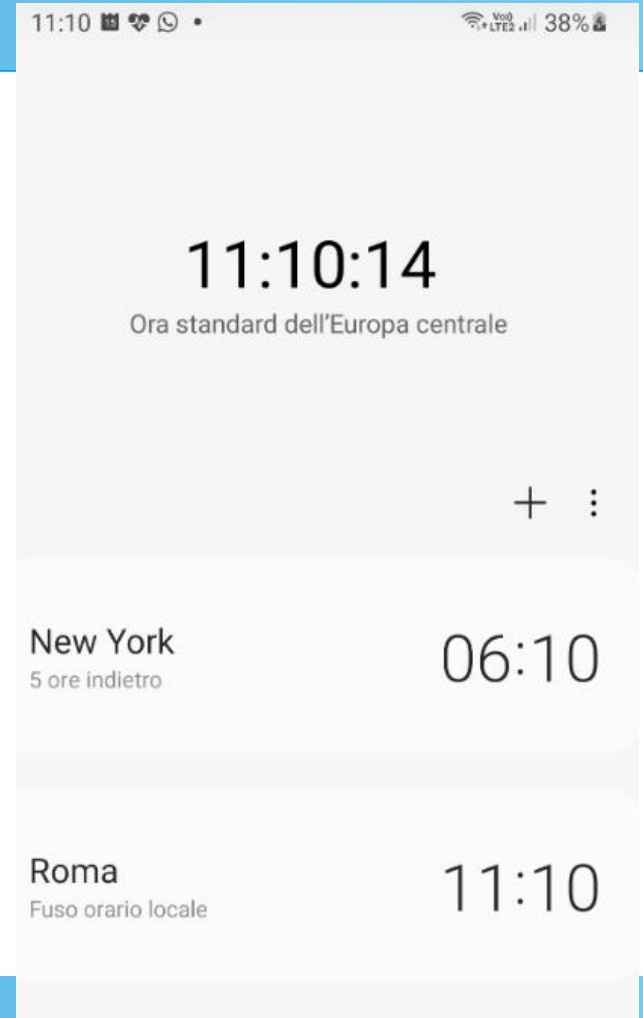 11:10 38%
11:10:14
Ora standard dell'Europa centrale
New York
06:10
5 ore indietro
Roma
11:10
Fuso orario locale